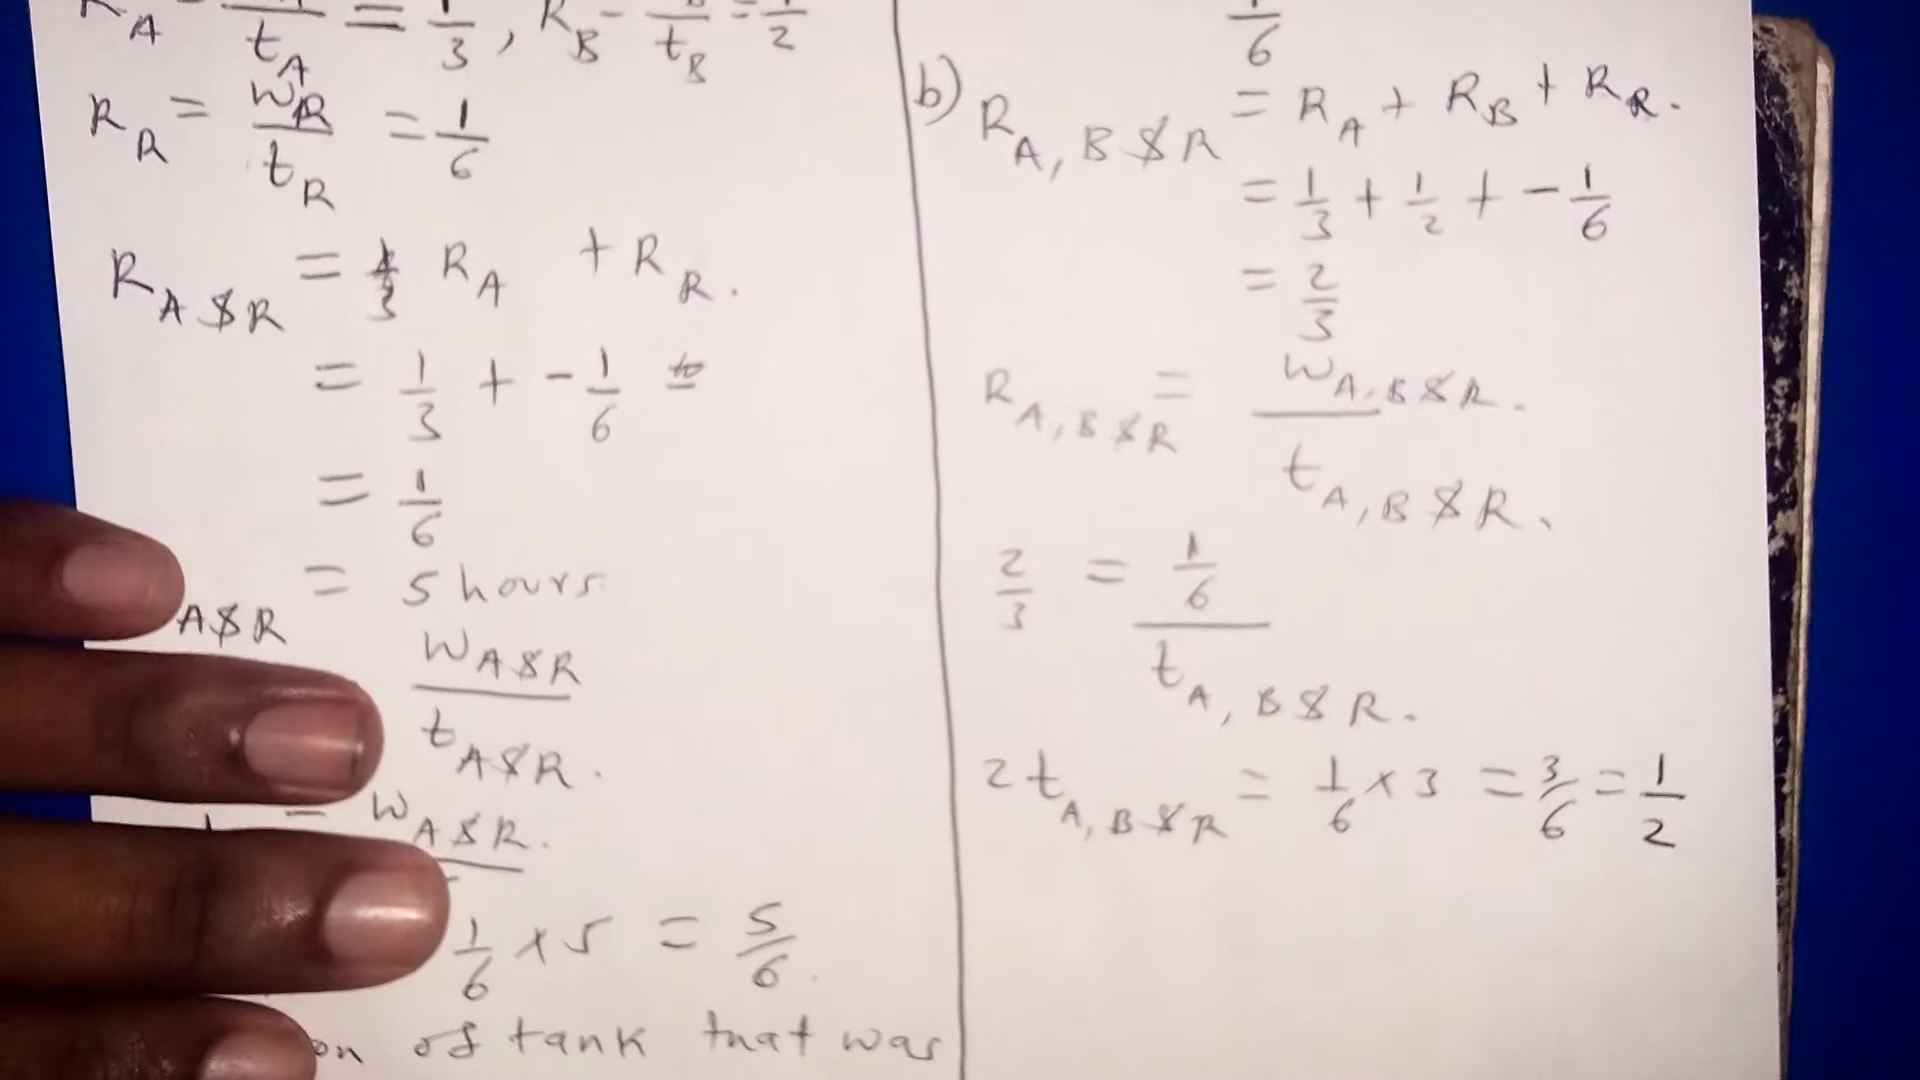 R_A = —/t_A = 1/3, R_B = —/t_B = 1/2
R_R = W_R/t_R = 1/6
R_A&R = R_A + R_R.
= 1/3 + - 1/6
= 1/6
A&R = 5 hours
W_A&R/t_A&R.
= W_A&R.
1/6 × 5 = 5/6.
on of tank that was
1/6
b) R_A, B&R = R_A + R_B + R_R.
= 1/3 + 1/2 + - 1/6
= 2/3
R_A, B&R = W_A, B&R./t_A, B&R.
2/3 = 1/6/t_A, B&R.
2t_A, B&R = 1/6 × 3 = 3/6 = 1/2